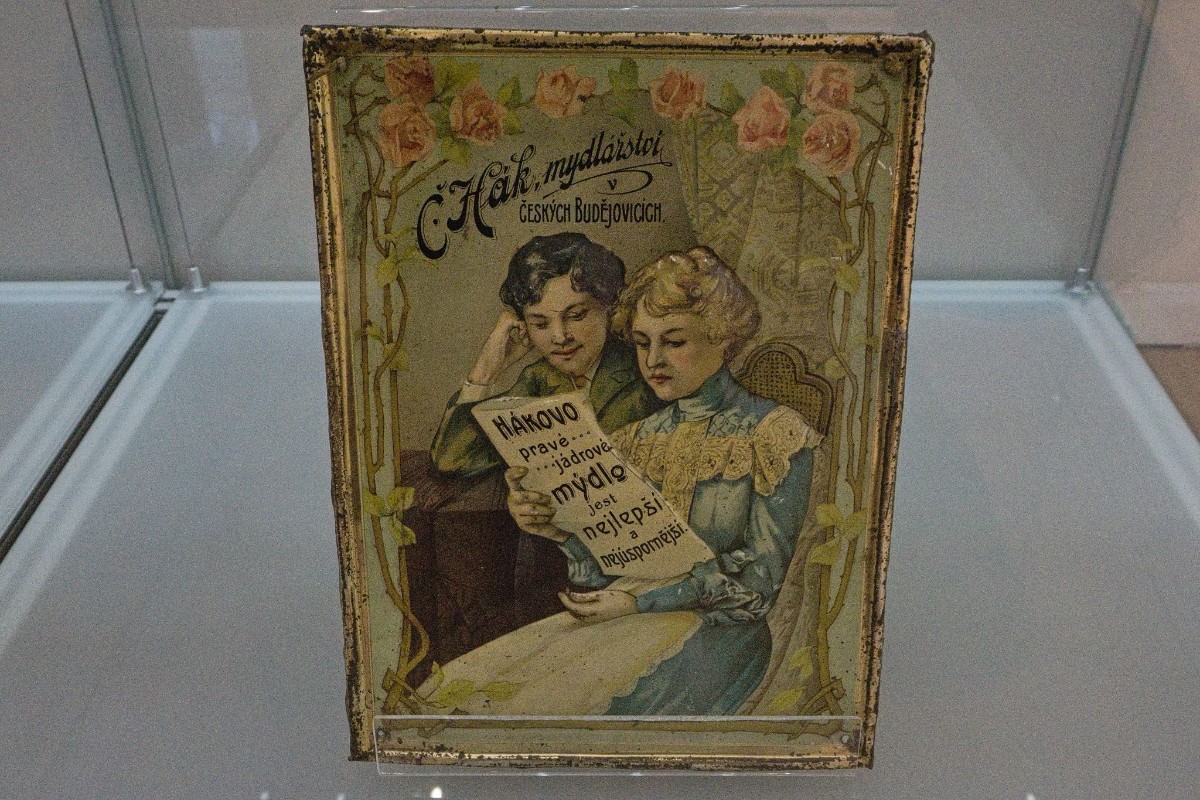 Č. Hák, mydlářství
v
ČESKÝCH BUDĚJOVICÍCH.
HÁKOVO
pravé...
...jádrové
mýdlo
jest
nejlepší
a
nejúspornější.